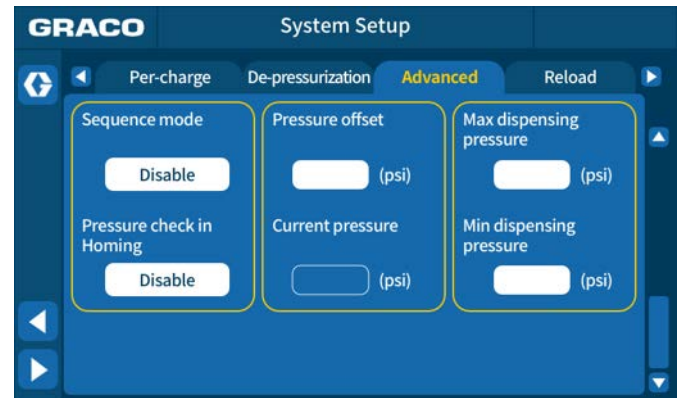 GRACO
System Setup
Per-charge
De-pressurization
Advanced
Reload
Sequence mode
Disable
Pressure check in
Homing
Disable
Pressure offset
(psi)
Current pressure
(psi)
Max dispensing
pressure
(psi)
Min dispensing
pressure
(psi)